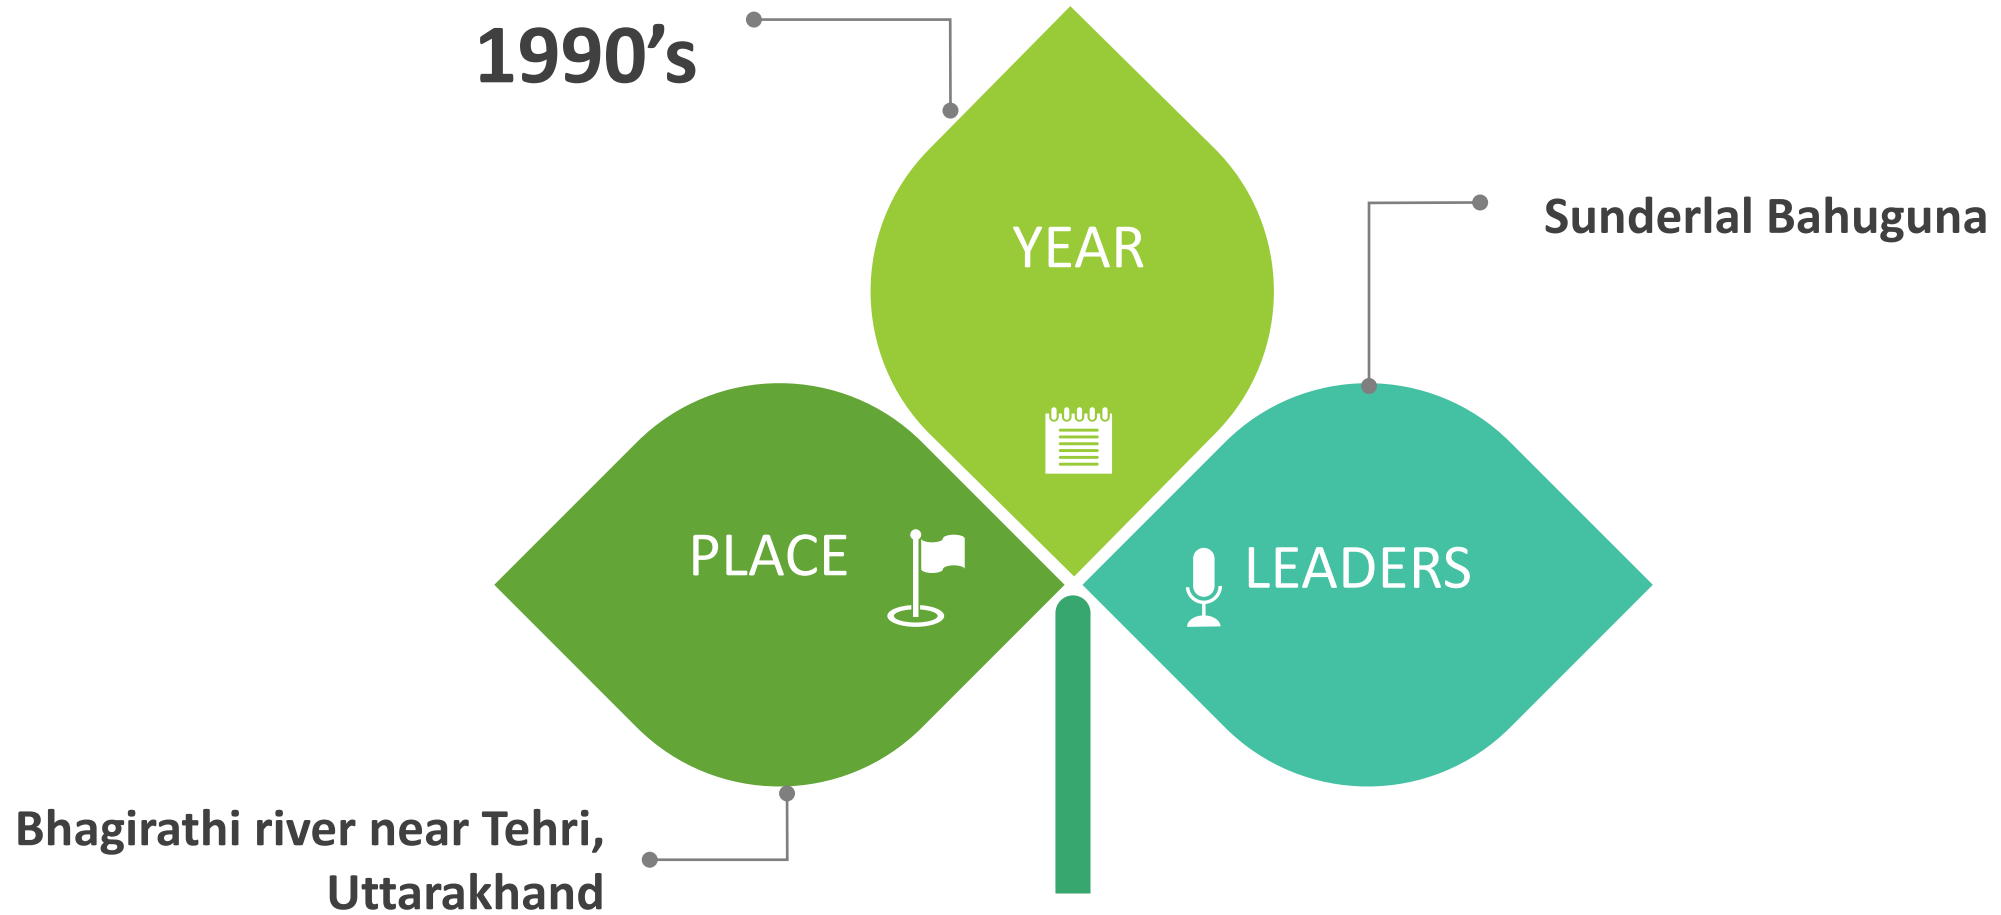 1990’s
YEAR
Sunderlal Bahuguna
PLACE
LEADERS
Bhagirathi river near Tehri,
Uttarakhand